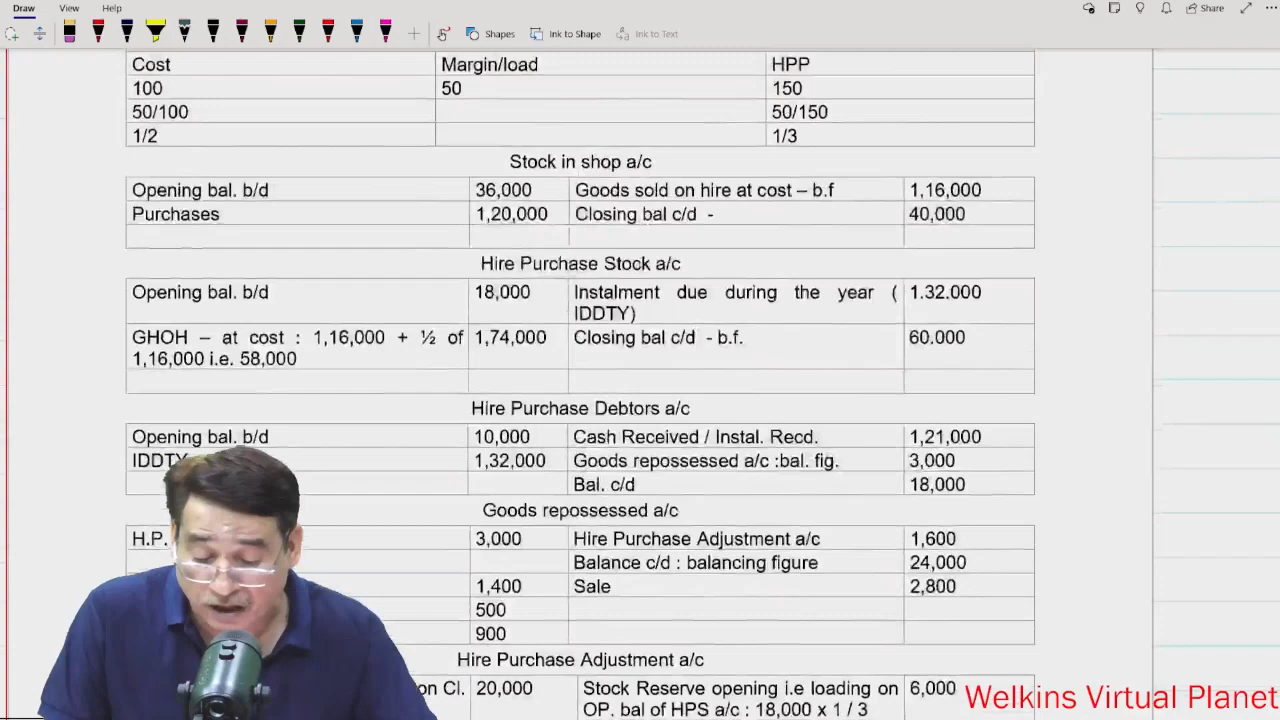 Draw View Help
Share
Shapes Ink to Shape Ink to Text
Cost Margin/load HPP
100 50 150
50/100 50/150
1/2 1/3
Stock in shop a/c
Opening bal. b/d 36,000 Goods sold on hire at cost – b.f 1,16,000
Purchases 1,20,000 Closing bal c/d - 40,000
Hire Purchase Stock a/c
Opening bal. b/d 18,000 Instalment due during the year ( 1.32.000
IDDTY)
GHOH – at cost : 1,16,000 + ½ of 1,74,000 Closing bal c/d - b.f. 60.000
1,16,000 i.e. 58,000
Hire Purchase Debtors a/c
Opening bal. b/d 10,000 Cash Received / Instal. Recd. 1,21,000
IDDTY 1,32,000 Goods repossessed a/c :bal. fig. 3,000
Bal. c/d 18,000
Goods repossessed a/c
H.P. 3,000 Hire Purchase Adjustment a/c 1,600
Balance c/d : balancing figure 24,000
1,400 Sale 2,800
500
900
Hire Purchase Adjustment a/c
on Cl. 20,000 Stock Reserve opening i.e loading on 6,000
OP. bal of HPS a/c : 18,000 x 1 / 3
Welkins Virtual Planet